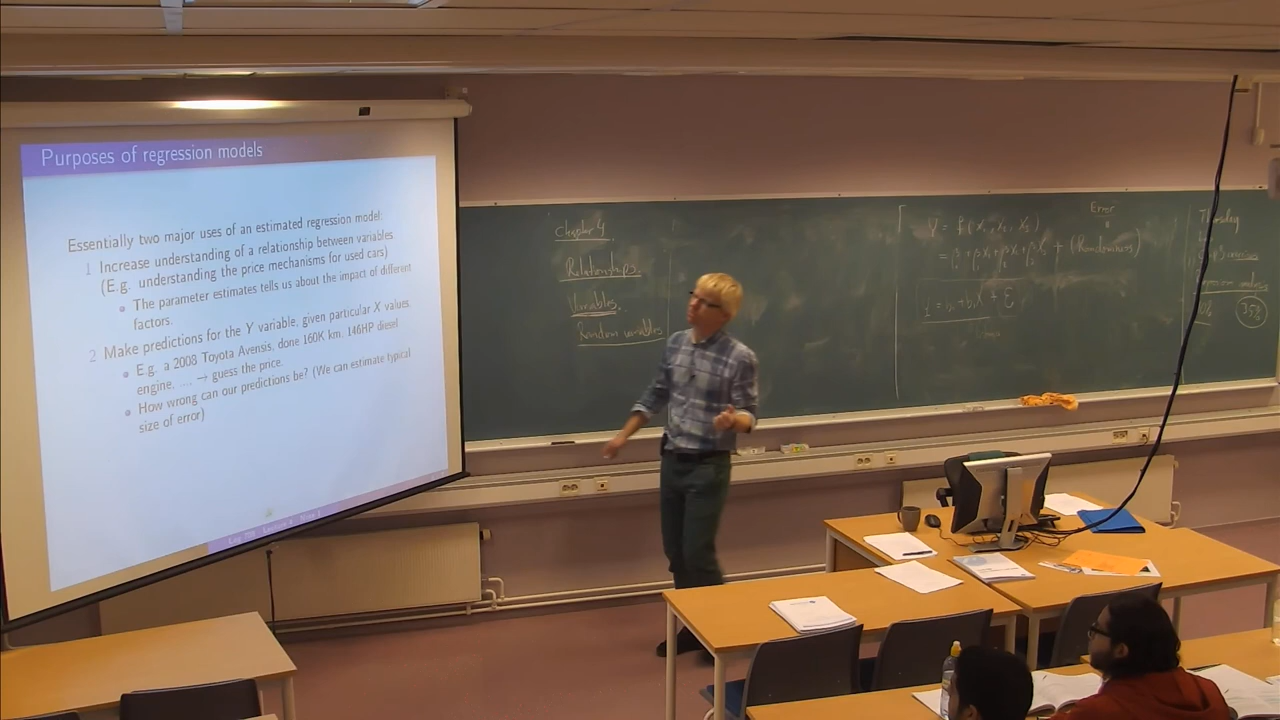 Purposes of regression models
Essentially two major uses of an estimated regression model:
1 Increase understanding of a relationship between variables
(E.g. understanding the price mechanisms for used cars)
The parameter estimates tells us about the impact of different
factors.
2 Make predictions for the Y variable, given particular X values.
E.g. a 2008 Toyota Avensis, done 160K km, 146HP diesel
engine, ... → guess the price.
How wrong can our predictions be? (We can estimate typical
size of error)
Chapter 4
Relationships.
Variables.
Random variables
Error
Y = f(X₁, X₂, X₃)
+ (Randomness)
Thursday
35%